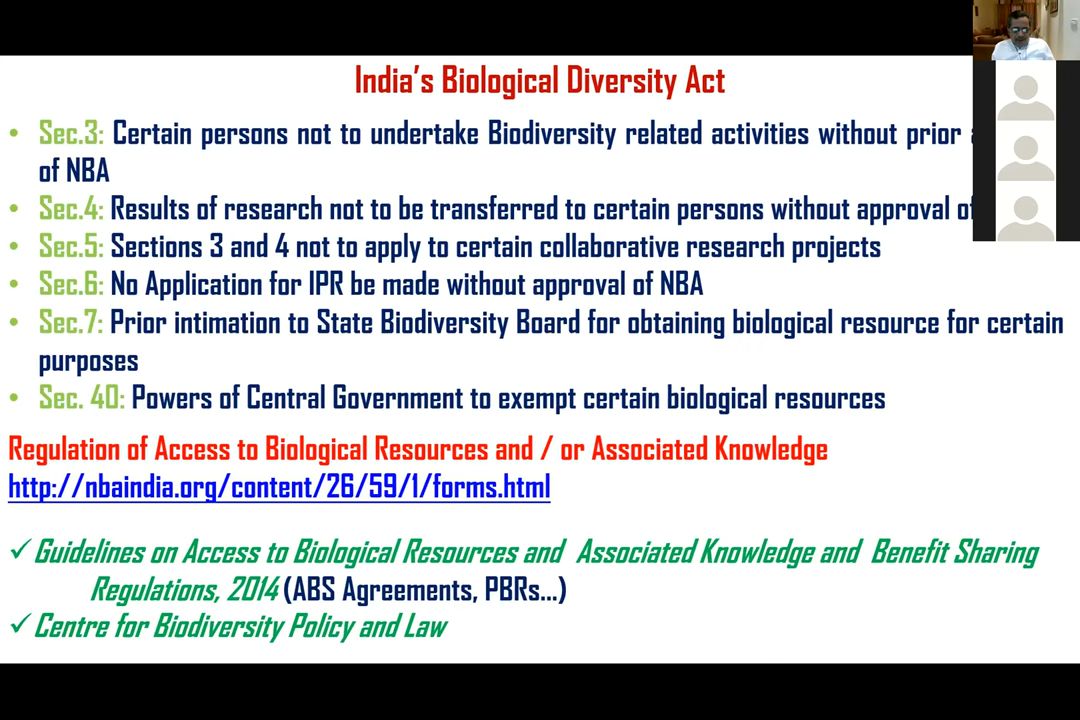 India's Biological Diversity Act
• Sec.3: Certain persons not to undertake Biodiversity related activities without prior
of NBA
• Sec.4: Results of research not to be transferred to certain persons without approval of
• Sec.5: Sections 3 and 4 not to apply to certain collaborative research projects
• Sec.6: No Application for IPR be made without approval of NBA
• Sec.7: Prior intimation to State Biodiversity Board for obtaining biological resource for certain
purposes
• Sec. 40: Powers of Central Government to exempt certain biological resources
Regulation of Access to Biological Resources and / or Associated Knowledge
http://nbaindia.org/content/26/59/1/forms.html
✓ Guidelines on Access to Biological Resources and Associated Knowledge and Benefit Sharing
Regulations, 2014 (ABS Agreements, PBRs...)
✓ Centre for Biodiversity Policy and Law